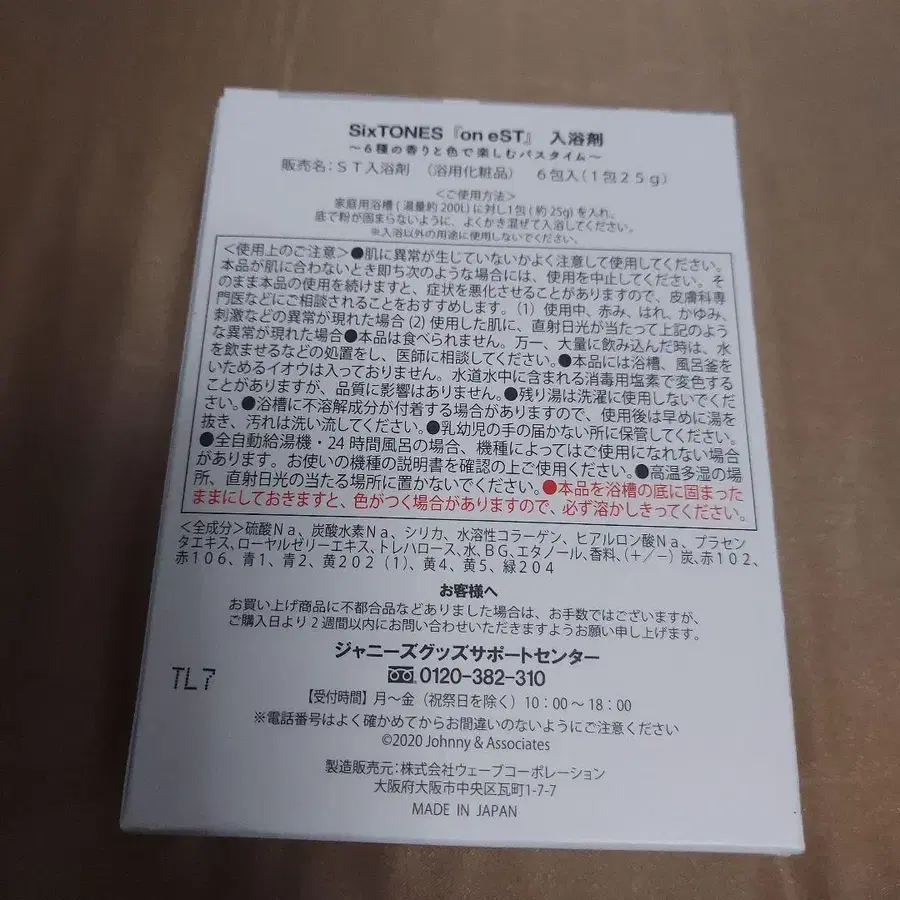 SixTONES『on eST』 入浴剤
～6種の香りと色で楽しむバスタイム～
販売名:ＳＴ入浴剤 （浴用化粧品） 6包入(1包25g)
＜ご使用方法＞
家庭用浴槽(湯量約200L)に対し1包(約25g)を入れ、
底で粉が固まらないように、よくかき混ぜて入浴してください。
※入浴以外の用途に使用しないでください。
＜使用上のご注意＞●肌に異常が生じていないかよく注意して使用してください。
本品が肌に合わないとき即ち次のような場合には、使用を中止してください。そ
のまま本品の使用を続けますと、症状を悪化させることがありますので、皮膚科専
門医などにご相談されることをおすすめします。(1) 使用中、赤み、はれ、かゆみ、
刺激などの異常が現れた場合(2)使用した肌に、直射日光が当たって上記のよう
な異常が現れた場合●本品は食べられません。万一、大量に飲み込んだ時は、水
を飲ませるなどの処置をし、医師に相談してください。●本品には浴槽、風呂釜を
いためるイオウは入っておりません。水道水中に含まれる消毒用塩素で変色する
ことがありますが、品質に影響はありません。●残り湯は洗濯に使用しないでくだ
さい。●浴槽に不溶解成分が付着する場合がありますので、使用後は早めに湯を
抜き、汚れは洗い流してください。●乳幼児の手の届かない所に保管してください。
●全自動給湯機・24時間風呂の場合、機種によってはご使用になれない場合
があります。お使いの機種の説明書を確認の上ご使用ください。●高温多湿の場
所、直射日光の当たる場所に置かないでください。●本品を浴槽の底に固まった
ままにしておきますと、色がつく場合がありますので、必ず溶かしきってください。
＜全成分＞硫酸Ｎａ、炭酸水素Ｎａ、シリカ、水溶性コラーゲン、ヒアルロン酸Ｎａ、プラセン
タエキス、ローヤルゼリーエキス、トレハロース、水、ＢＧ、エタノール、香料、(＋／－)炭、赤１０２、
赤１０６、青１、青２、黄２０２（１）、黄４、黄５、緑２０４
お客様へ
お買い上げ商品に不都合品などありました場合は、お手数ではございますが、
ご購入日より２週間以内にお問い合わせいただきますようお願い申し上げます。
ジャニーズグッズサポートセンター
0120-382-310
TL7
【受付時間】月～金（祝祭日を除く）10：00～18：00
※電話番号はよく確かめてからお間違いのないようにご注意ください
©2020 Johnny & Associates
製造販売元:株式会社ウェーブコーポレーション
大阪府大阪市中央区瓦町1-7-7
MADE IN JAPAN